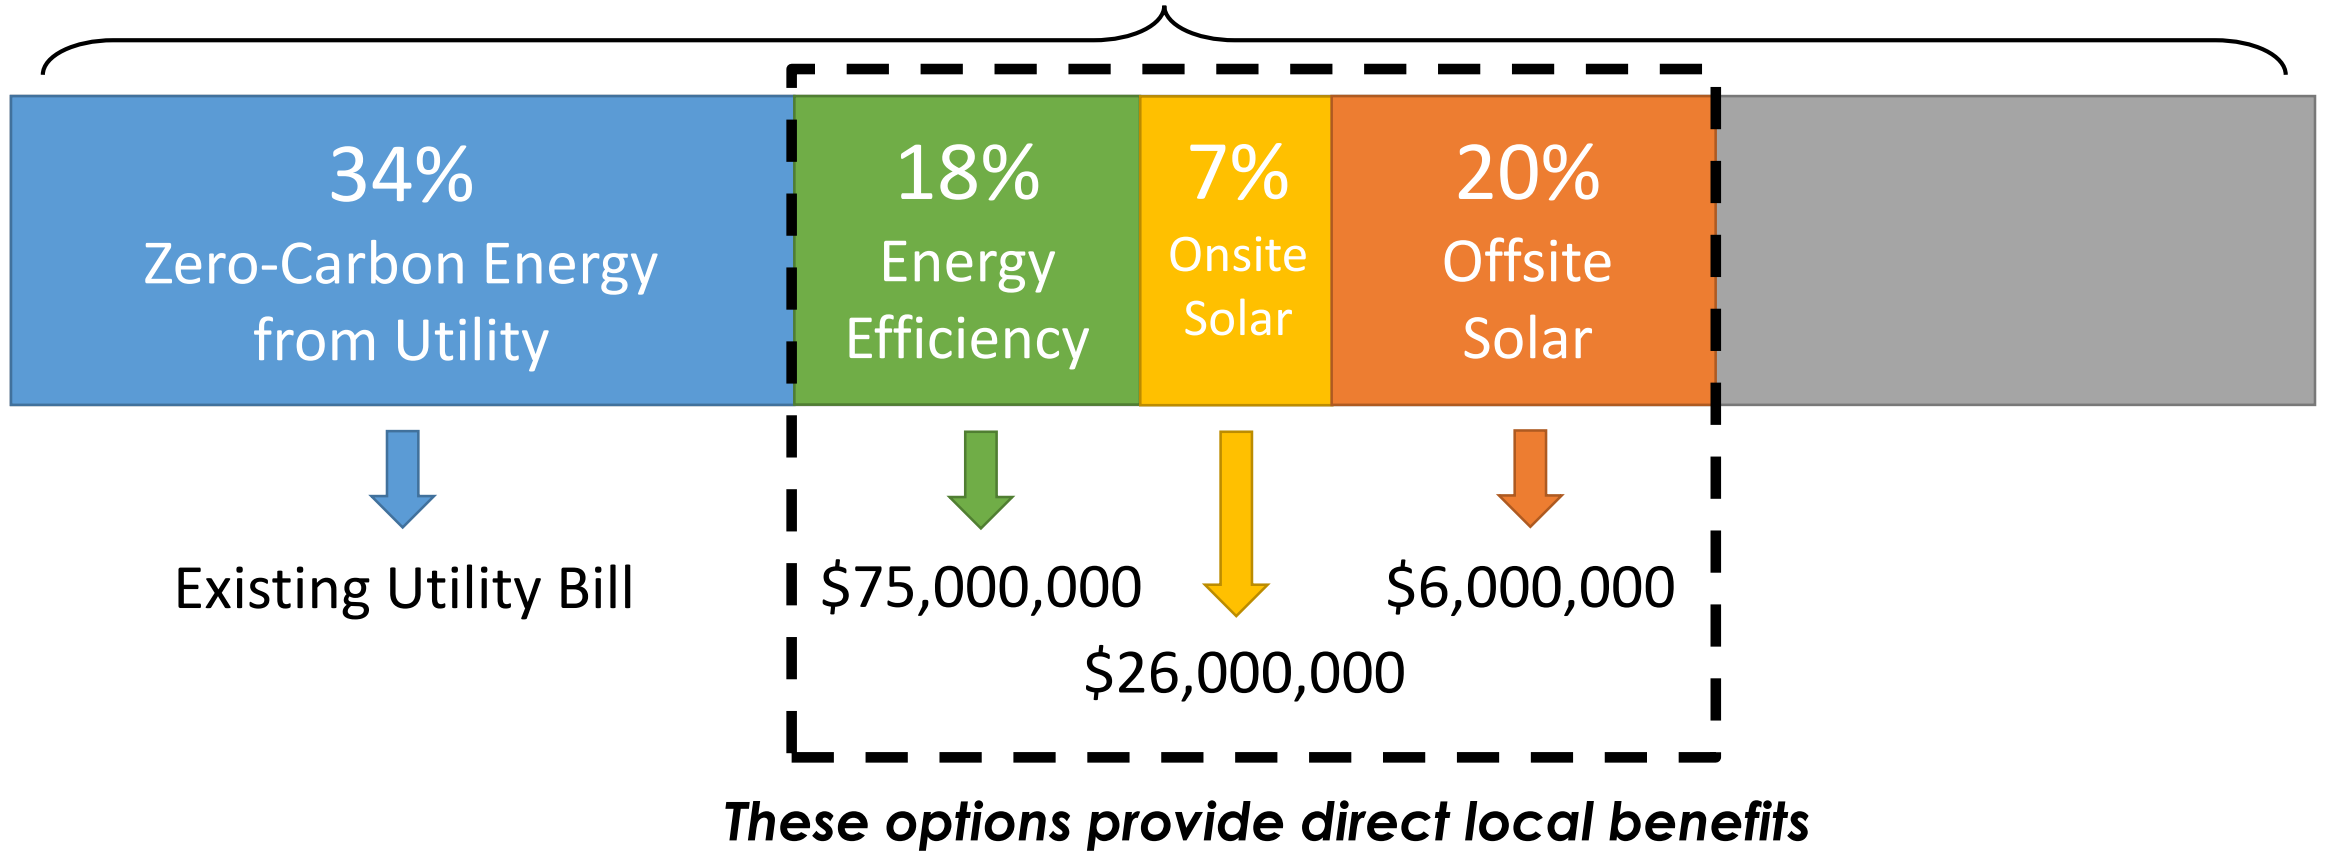 34%
Zero-Carbon Energy
from Utility
18%
Energy
Efficiency
7%
Onsite
Solar
20%
Offsite
Solar
Existing Utility Bill
$75,000,000
$26,000,000
$6,000,000
These options provide direct local benefits